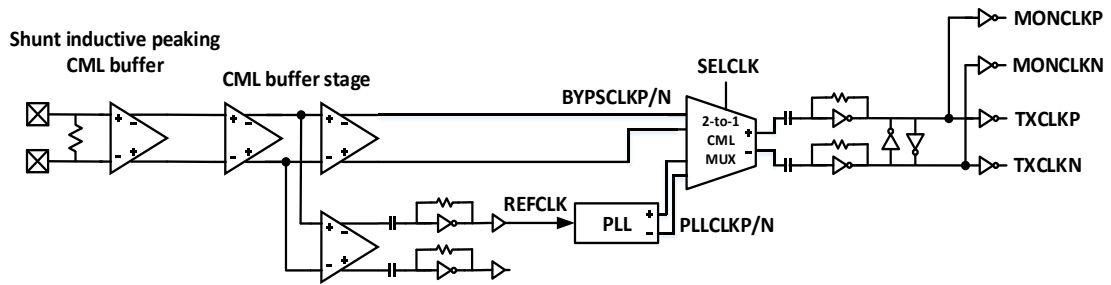 Shunt inductive peaking
CML buffer
CML buffer stage
BYPSCLKP/N
SELCLK
2-to-1
CML
MUX
MONCLKP
MONCLKN
TXCLKP
TXCLKN
REFCLK
PLL
PLLCLKP/N